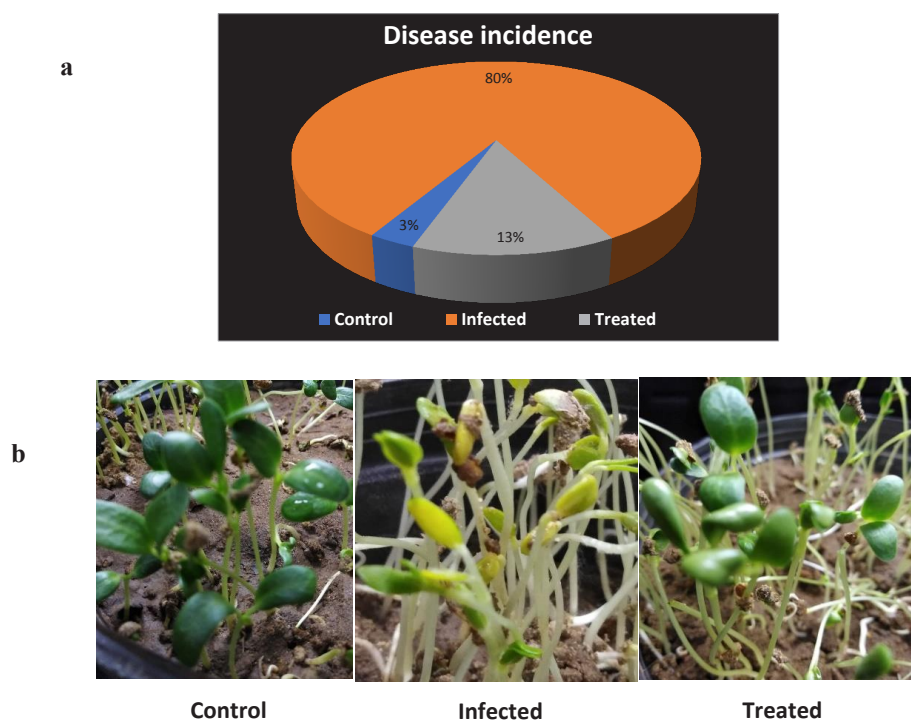 a
Disease incidence
80%
3%
13%
Control Infected Treated
b
Control Infected Treated